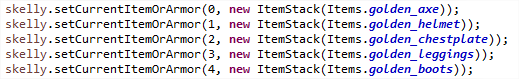 skelly.setCurrentItemOrArmor(0, new ItemStack(Items.golden_axe));
skelly.setCurrentItemOrArmor(1, new ItemStack(Items.golden_helmet));
skelly.setCurrentItemOrArmor(2, new ItemStack(Items.golden_chestplate));
skelly.setCurrentItemOrArmor(3, new ItemStack(Items.golden_leggings));
skelly.setCurrentItemOrArmor(4, new ItemStack(Items.golden_boots));